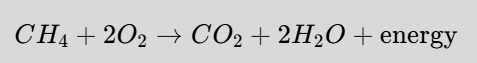 CH₄ + 2O₂ → CO₂ + 2H₂O + energy